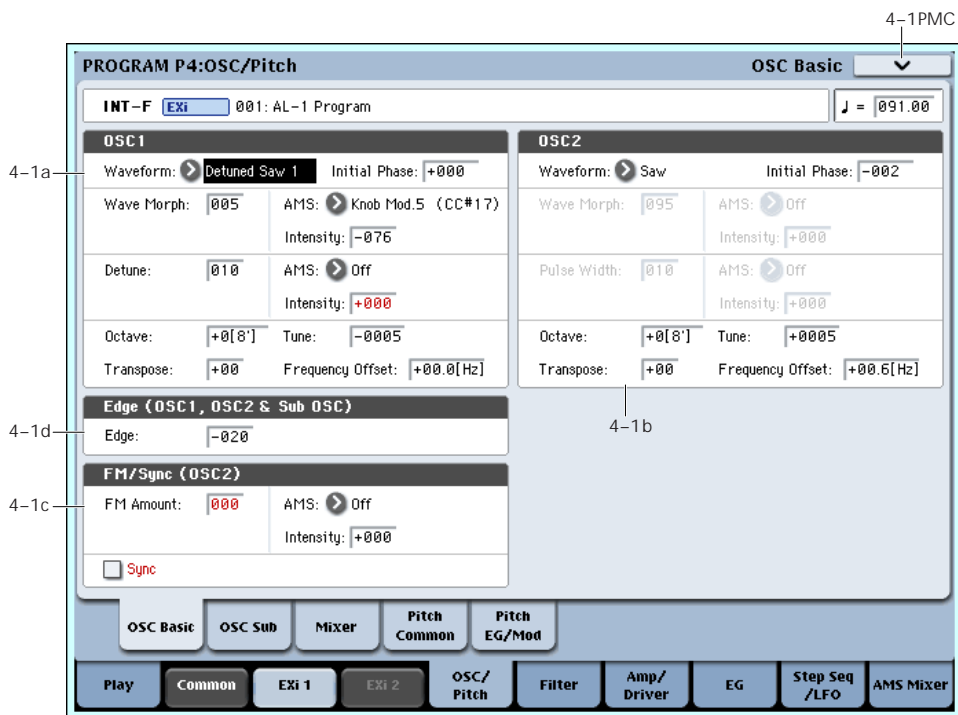 4–1PMC
PROGRAM P4:OSC/Pitch OSC Basic
INT–F EXi 001: AL–1 Program ♩ = 091.00
OSC1
4–1a
Waveform: Detuned Saw 1 Initial Phase: +000
Wave Morph: 005 AMS: Knob Mod.5 (CC#17)
Intensity: –076
Detune: 010 AMS: Off
Intensity: +000
Octave: +0[8'] Tune: –0005
Transpose: +00 Frequency Offset: +00.0[Hz]
OSC2
Waveform: Saw Initial Phase: –002
Wave Morph: 095 AMS: Off
Intensity: +000
Pulse Width: 010 AMS: Off
Intensity: +000
Octave: +0[8'] Tune: +0005
Transpose: +00 Frequency Offset: +00.6[Hz]
4–1b
Edge (OSC1, OSC2 & Sub OSC)
4–1d
Edge: –020
FM/Sync (OSC2)
4–1c
FM Amount: 000 AMS: Off
Intensity: +000
Sync
OSC Basic OSC Sub Mixer Pitch Common Pitch EG/Mod
Play Common EXi 1 EXi 2 OSC/Pitch Filter Amp/Driver EG Step Seq/LFO AMS Mixer